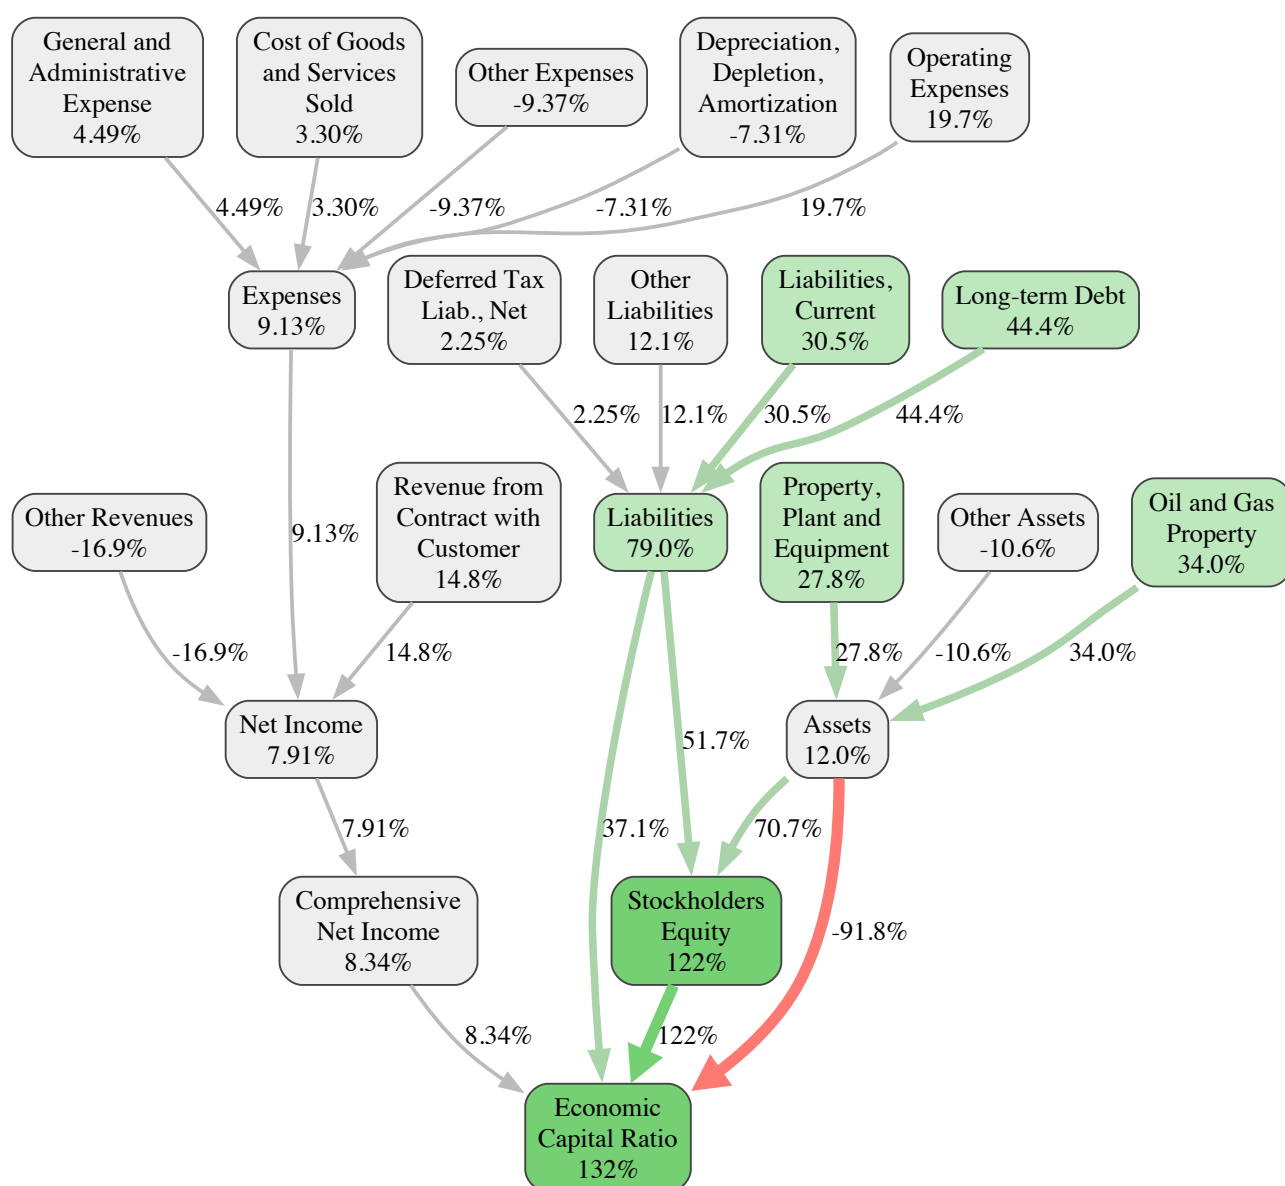 General and
Administrative
Expense
4.49%
Cost of Goods
and Services
Sold
3.30%
Other Expenses
-9.37%
Depreciation,
Depletion,
Amortization
-7.31%
Operating
Expenses
19.7%
4.49%
3.30%
-9.37%
-7.31%
19.7%
Expenses
9.13%
Deferred Tax
Liab., Net
2.25%
Other
Liabilities
12.1%
Liabilities,
Current
30.5%
Long-term Debt
44.4%
2.25%
12.1%
30.5%
44.4%
Other Revenues
-16.9%
9.13%
Revenue from
Contract with
Customer
14.8%
Liabilities
79.0%
Property,
Plant and
Equipment
27.8%
Other Assets
-10.6%
Oil and Gas
Property
34.0%
-16.9%
14.8%
27.8%
-10.6%
34.0%
Net Income
7.91%
51.7%
Assets
12.0%
7.91%
37.1%
70.7%
Comprehensive
Net Income
8.34%
Stockholders
Equity
122%
-91.8%
8.34%
122%
Economic
Capital Ratio
132%